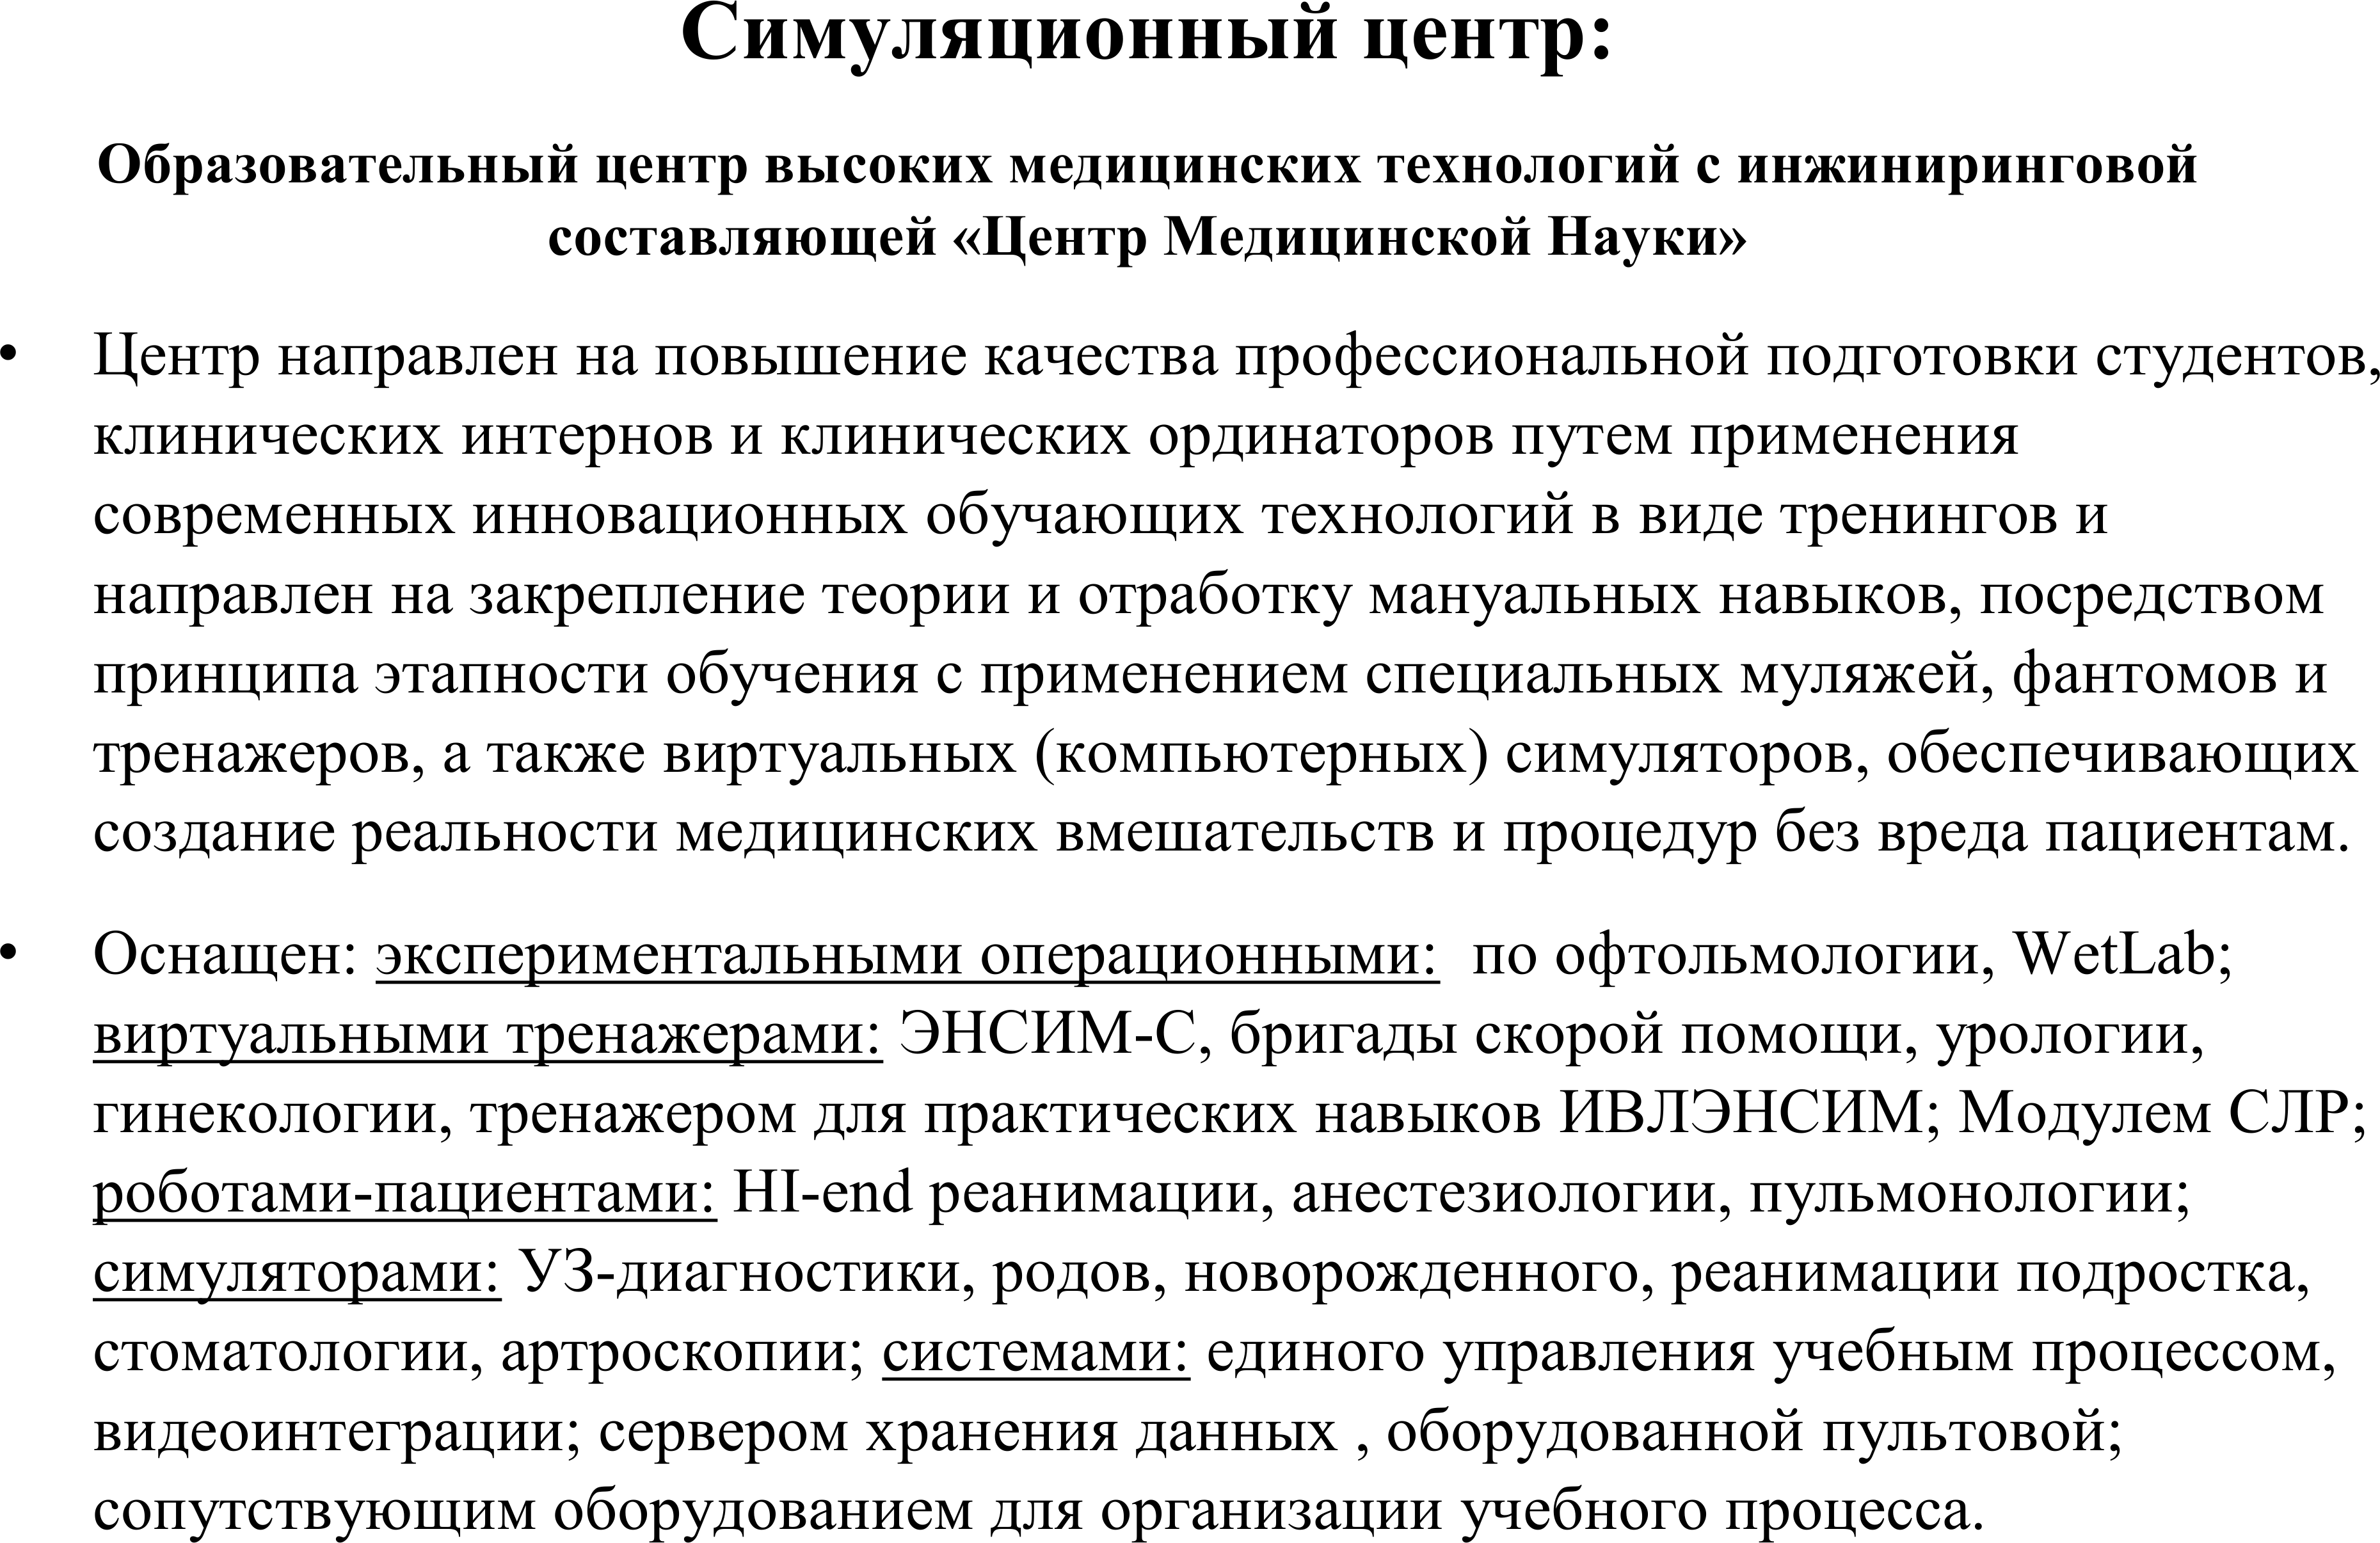 Симуляционный центр:
Образовательный центр высоких медицинских технологий с инжиниринговой
составляющей «Центр Медицинской Науки»
• Центр направлен на повышение качества профессиональной подготовки студентов,
клинических интернов и клинических ординаторов путем применения
современных инновационных обучающих технологий в виде тренингов и
направлен на закрепление теории и отработку мануальных навыков, посредством
принципа этапности обучения с применением специальных муляжей, фантомов и
тренажеров, а также виртуальных (компьютерных) симуляторов, обеспечивающих
создание реальности медицинских вмешательств и процедур без вреда пациентам.
• Оснащен: экспериментальными операционными: по офтольмологии, WetLab;
виртуальными тренажерами: ЭНСИМ-С, бригады скорой помощи, урологии,
гинекологии, тренажером для практических навыков ИВЛЭНСИМ; Модулем СЛР;
роботами-пациентами: HI-end реанимации, анестезиологии, пульмонологии;
симуляторами: УЗ-диагностики, родов, новорожденного, реанимации подростка,
стоматологии, артроскопии; системами: единого управления учебным процессом,
видеоинтеграции; сервером хранения данных , оборудованной пультовой;
сопутствующим оборудованием для организации учебного процесса.